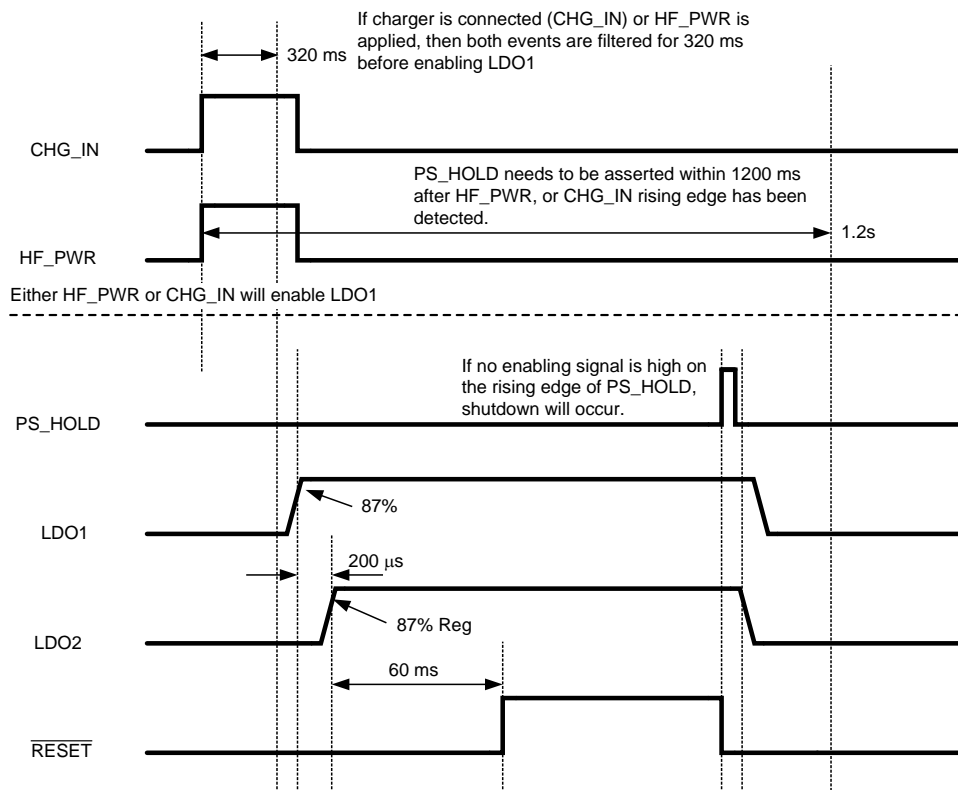 If charger is connected (CHG_IN) or HF_PWR is
applied, then both events are filtered for 320 ms
before enabling LDO1
320 ms
CHG_IN
PS_HOLD needs to be asserted within 1200 ms
after HF_PWR, or CHG_IN rising edge has been
detected.
1.2s
HF_PWR
Either HF_PWR or CHG_IN will enable LDO1
If no enabling signal is high on
the rising edge of PS_HOLD,
shutdown will occur.
PS_HOLD
87%
LDO1
200 μs
87% Reg
LDO2
60 ms
RESET